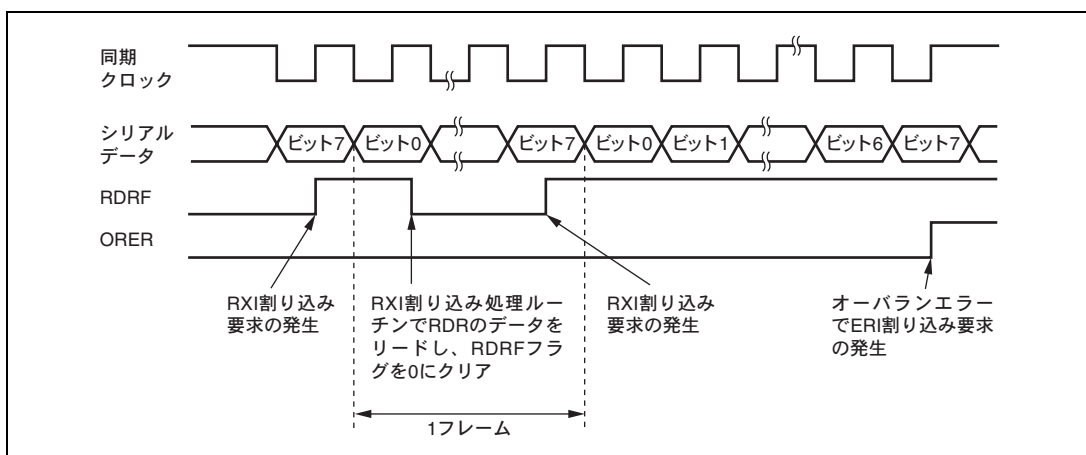 同期
クロック
シリアル
データ
ビット7
ビット0
ビット7
ビット0
ビット1
ビット6
ビット7
RDRF
ORER
RXI割り込み
要求の発生
RXI割り込み処理ルー
チンでRDRのデータを
リードし、RDRFフラ
グを0にクリア
RXI割り込み
要求の発生
オーバランエラー
でERI割り込み要求
の発生
1フレーム